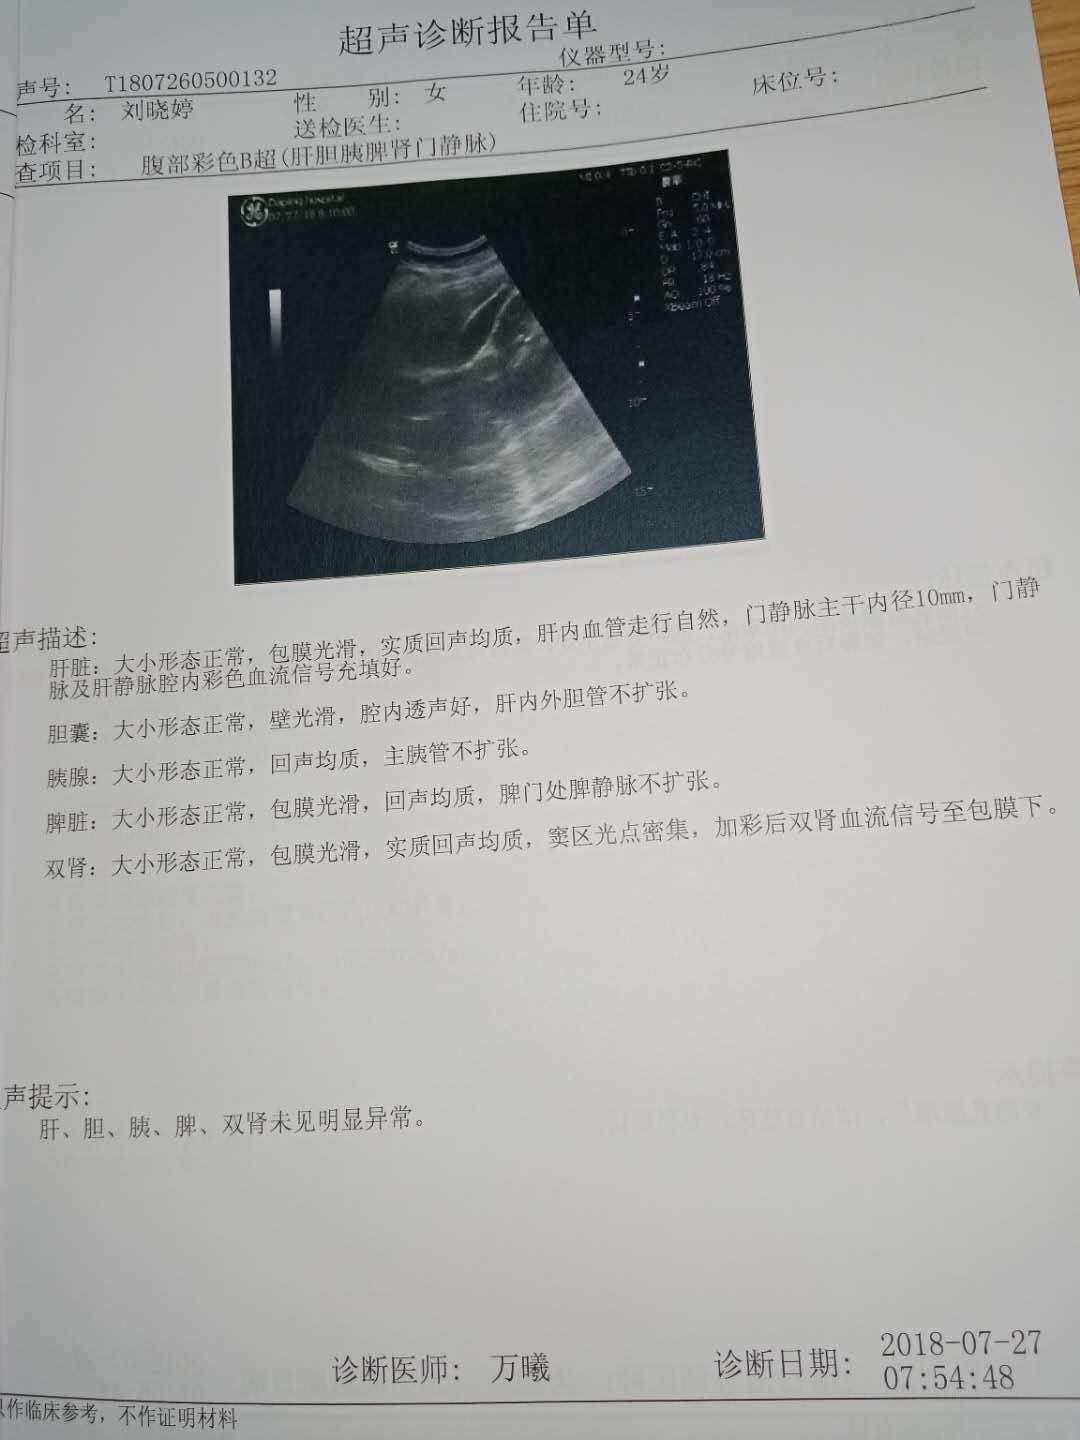 超声诊断报告单
仪器型号：
声号： T1807260500132
名： 刘晓婷 性 别： 女 年龄： 24岁 床位号：
检科室： 送检医生： 住院号：
查项目： 腹部彩色B超(肝胆胰脾肾门静脉)
超声描述：
肝脏：大小形态正常，包膜光滑，实质回声均质，肝内血管走行自然，门静脉主干内径10mm，门静
脉及肝静脉腔内彩色血流信号充填好。
胆囊：大小形态正常，壁光滑，腔内透声好，肝内外胆管不扩张。
胰腺：大小形态正常，回声均质，主胰管不扩张。
脾脏：大小形态正常，包膜光滑，回声均质，脾门处脾静脉不扩张。
双肾：大小形态正常，包膜光滑，实质回声均质，窦区光点密集，加彩后双肾血流信号至包膜下。
声提示：
肝、胆、胰、脾、双肾未见明显异常。
诊断医师： 万曦 诊断日期： 2018-07-27
07:54:48
作临床参考，不作证明材料